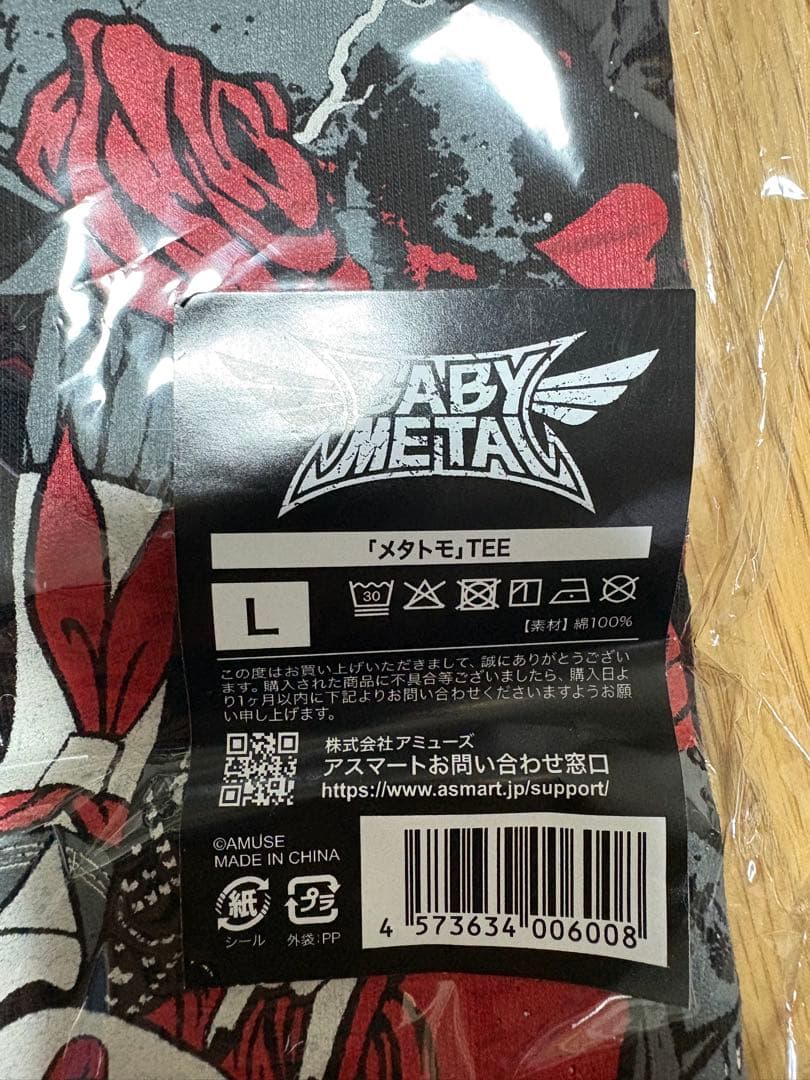 BABY
METAL
「メタトモ」TEE
L
30
【素材】綿100%
この度はお買い上げいただきまして、誠にありがとうござい
ます。購入された商品に不具合等ございましたら、購入日よ
り1ヶ月以内に下記よりお問い合わせくださいますようお願
い申し上げます。
株式会社アミューズ
アスマートお問い合わせ窓口
https://www.asmart.jp/support/
©AMUSE
MADE IN CHINA
紙
シール
プラ
外袋:PP
4 573634 006008